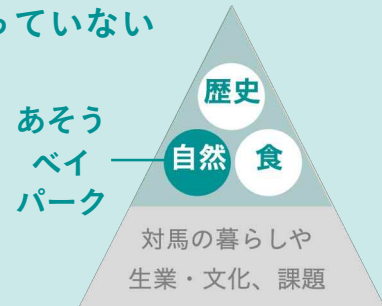 っていない
歴史
あそう
ベイ
パーク
自然
食
対馬の暮らしや
生業・文化、課題